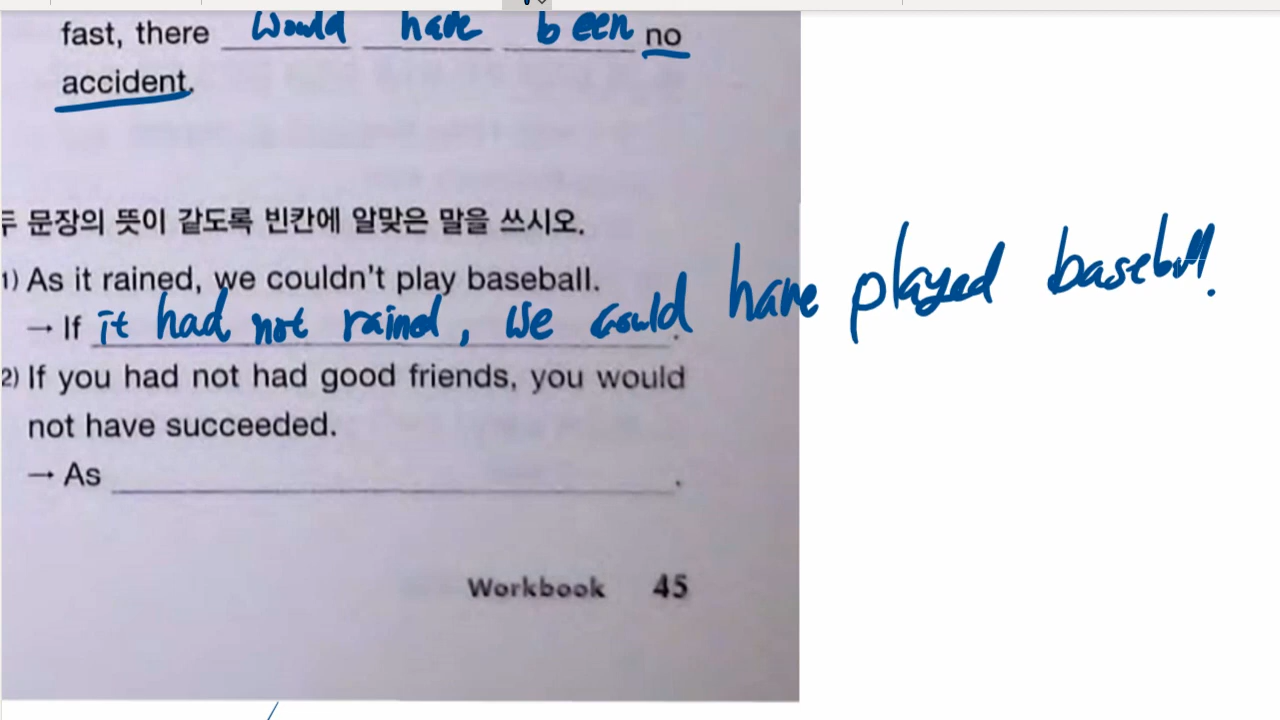 fast, there would have been no
accident.
두 문장의 뜻이 같도록 빈칸에 알맞은 말을 쓰시오.
1) As it rained, we couldn't play baseball.
→ If it had not rained, we could have played baseball.
2) If you had not had good friends, you would
not have succeeded.
→ As .
Workbook 45